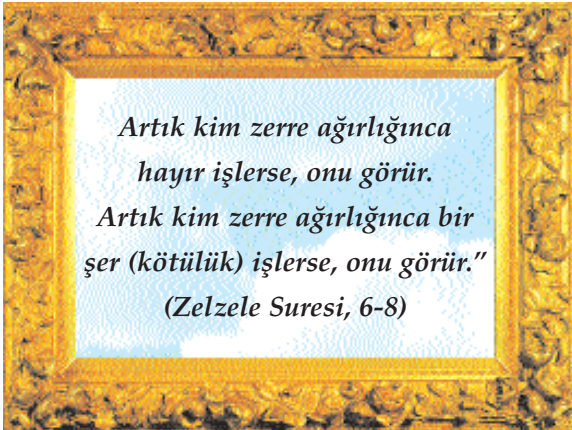 Artık kim zerre ağırlığınca
hayır işlerse, onu görür.
Artık kim zerre ağırlığınca bir
şer (kötülük) işlerse, onu görür.”
(Zelzele Suresi, 6-8)